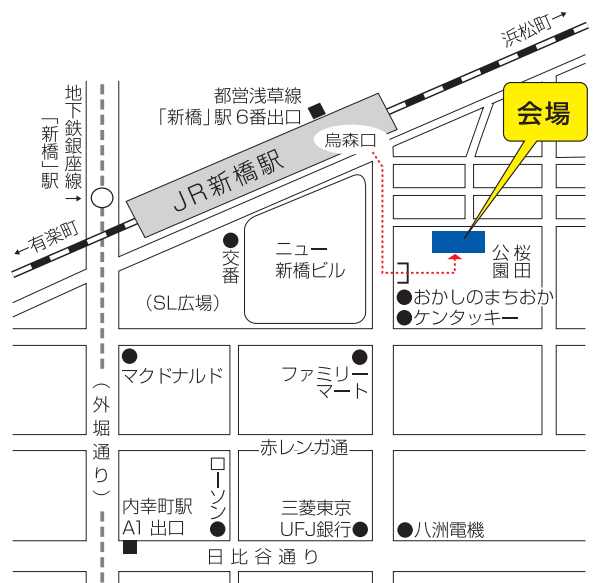 浜松町→
都営浅草線
「新橋」駅 6番出口
会場
烏森口
地下鉄銀座線
「新橋」駅→
JR新橋駅
←有楽町
交番
ニュー
新橋ビル
桜田
公園
(SL広場)
おかしのまちおか
ケンタッキー
マクドナルド
ファミリー
マート
(外堀通り)
赤レンガ通
ローソン
内幸町駅
A1 出口
三菱東京
UFJ銀行
八洲電機
日比谷通り